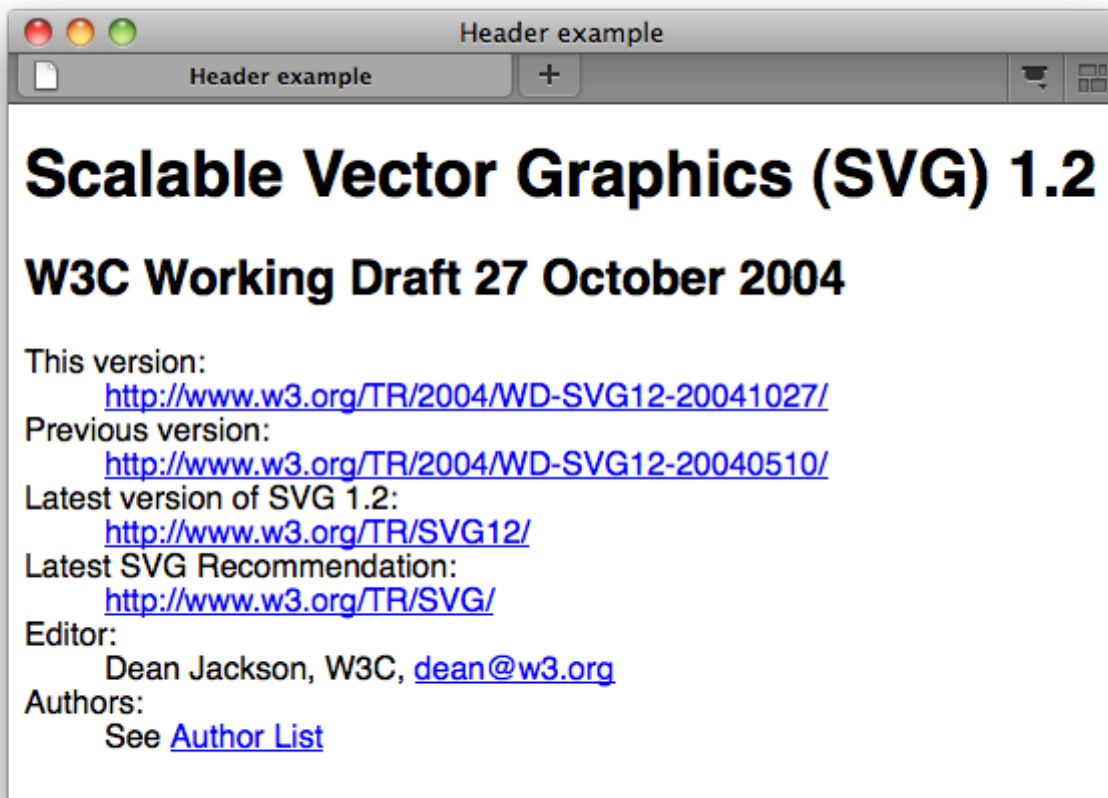 Header example
Header example
Scalable Vector Graphics (SVG) 1.2
W3C Working Draft 27 October 2004
This version:
http://www.w3.org/TR/2004/WD-SVG12-20041027/
Previous version:
http://www.w3.org/TR/2004/WD-SVG12-20040510/
Latest version of SVG 1.2:
http://www.w3.org/TR/SVG12/
Latest SVG Recommendation:
http://www.w3.org/TR/SVG/
Editor:
Dean Jackson, W3C, dean@w3.org
Authors:
See Author List